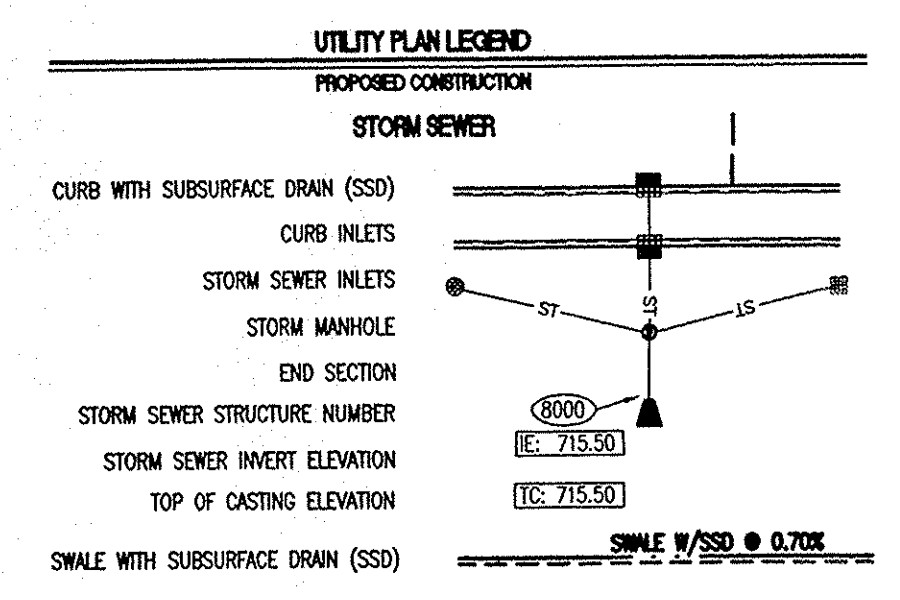 UTILITY PLAN LEGEND
PROPOSED CONSTRUCTION
STORM SEWER
CURB WITH SUBSURFACE DRAIN (SSD)
CURB INLETS
STORM SEWER INLETS
ST
ST
ST
STORM MANHOLE
END SECTION
STORM SEWER STRUCTURE NUMBER
8000
STORM SEWER INVERT ELEVATION
IE: 715.50
TOP OF CASTING ELEVATION
TC: 715.50
SWALE WITH SUBSURFACE DRAIN (SSD)
SWALE W/SSD @ 0.70%